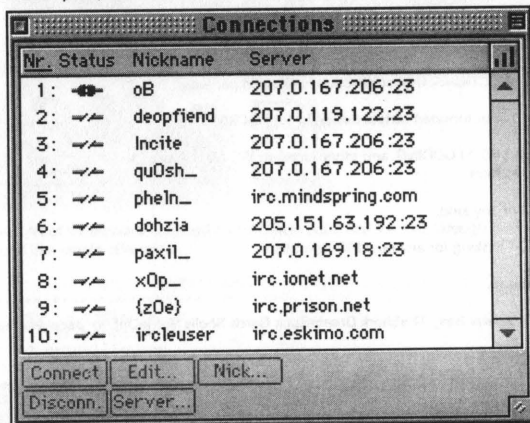 Connections
Nr. Status Nickname Server
1: oB 207.0.167.206:23
2: deopfiend 207.0.119.122:23
3: Incite 207.0.167.206:23
4: qu0sh_ 207.0.167.206:23
5: pheln_ irc.mindspring.com
6: dohzia 205.151.63.192:23
7: paxil_ 207.0.169.18:23
8: x0p_ irc.ionet.net
9: {z0e} irc.prison.net
10: ircleuser irc.eskimo.com
Connect Edit... Nick...
Disconn. Server...